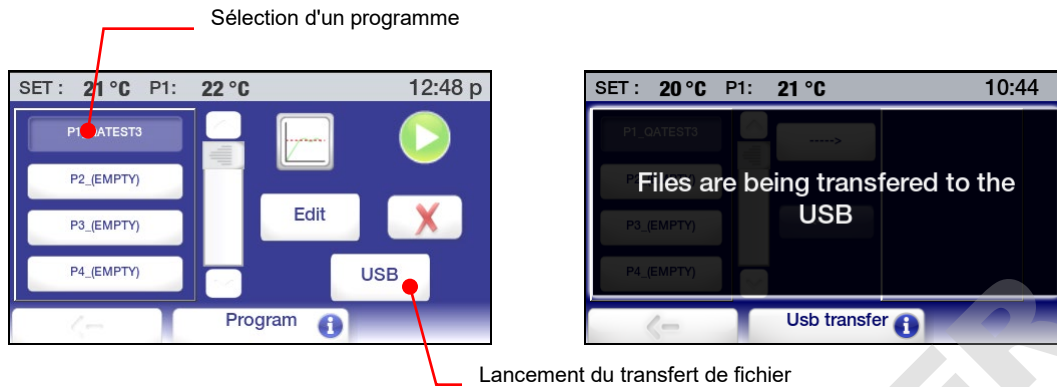 Sélection d'un programme
SET : 21 °C P1: 22 °C 12:48 p
P1_QATEST3
P2_(EMPTY)
P3_(EMPTY)
P4_(EMPTY)
Edit
USB
Program
SET : 20 °C P1: 21 °C 10:44
P1_QATEST3
----->
Files are being transfered to the
USB
P3_(EMPTY)
P4_(EMPTY)
Usb transfer
Lancement du transfert de fichier